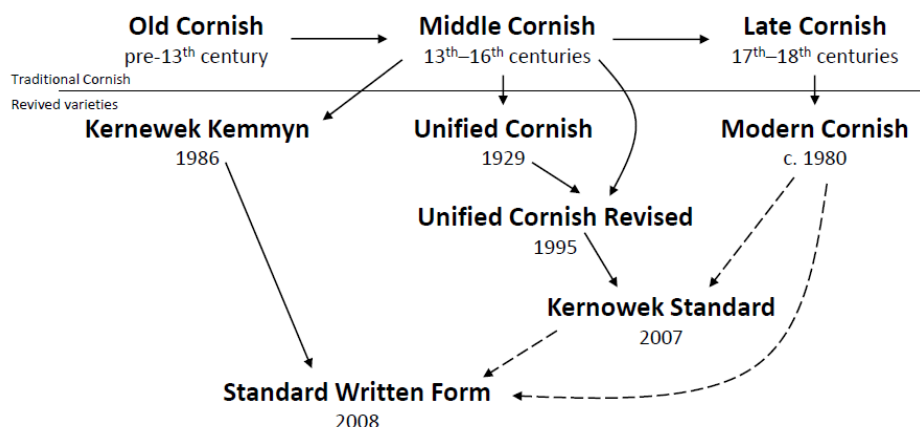 Old Cornish Middle Cornish Late Cornish
pre-13th century 13th–16th centuries 17th–18th centuries
Traditional Cornish
Revived varieties
Kernewek Kemmyn Unified Cornish Modern Cornish
1986 1929 c. 1980
Unified Cornish Revised
1995
Kernowek Standard
2007
Standard Written Form
2008